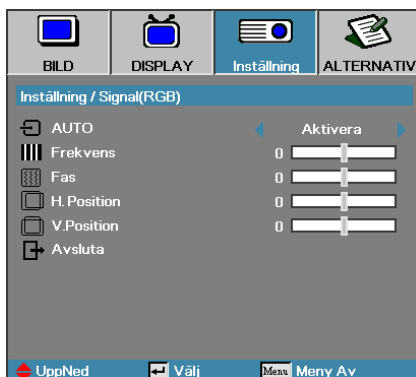 BILD DISPLAY Inställning ALTERNATIV
Inställning / Signal(RGB)
AUTO Aktivera
Frekvens 0
Fas 0
H. Position 0
V.Position 0
Avsluta
UppNed Välj Menu Meny Av